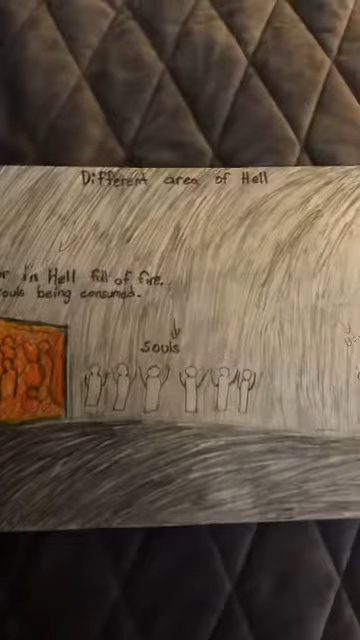 Different area of Hell
in Hell full of fire.
souls being consumed.
Souls